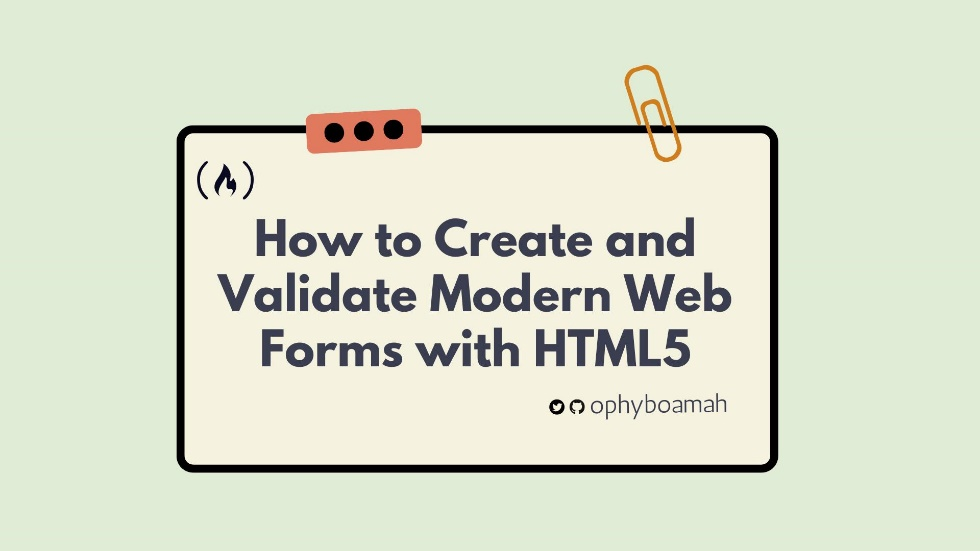 How to Create and
Validate Modern Web
Forms with HTML5
ophyboamah